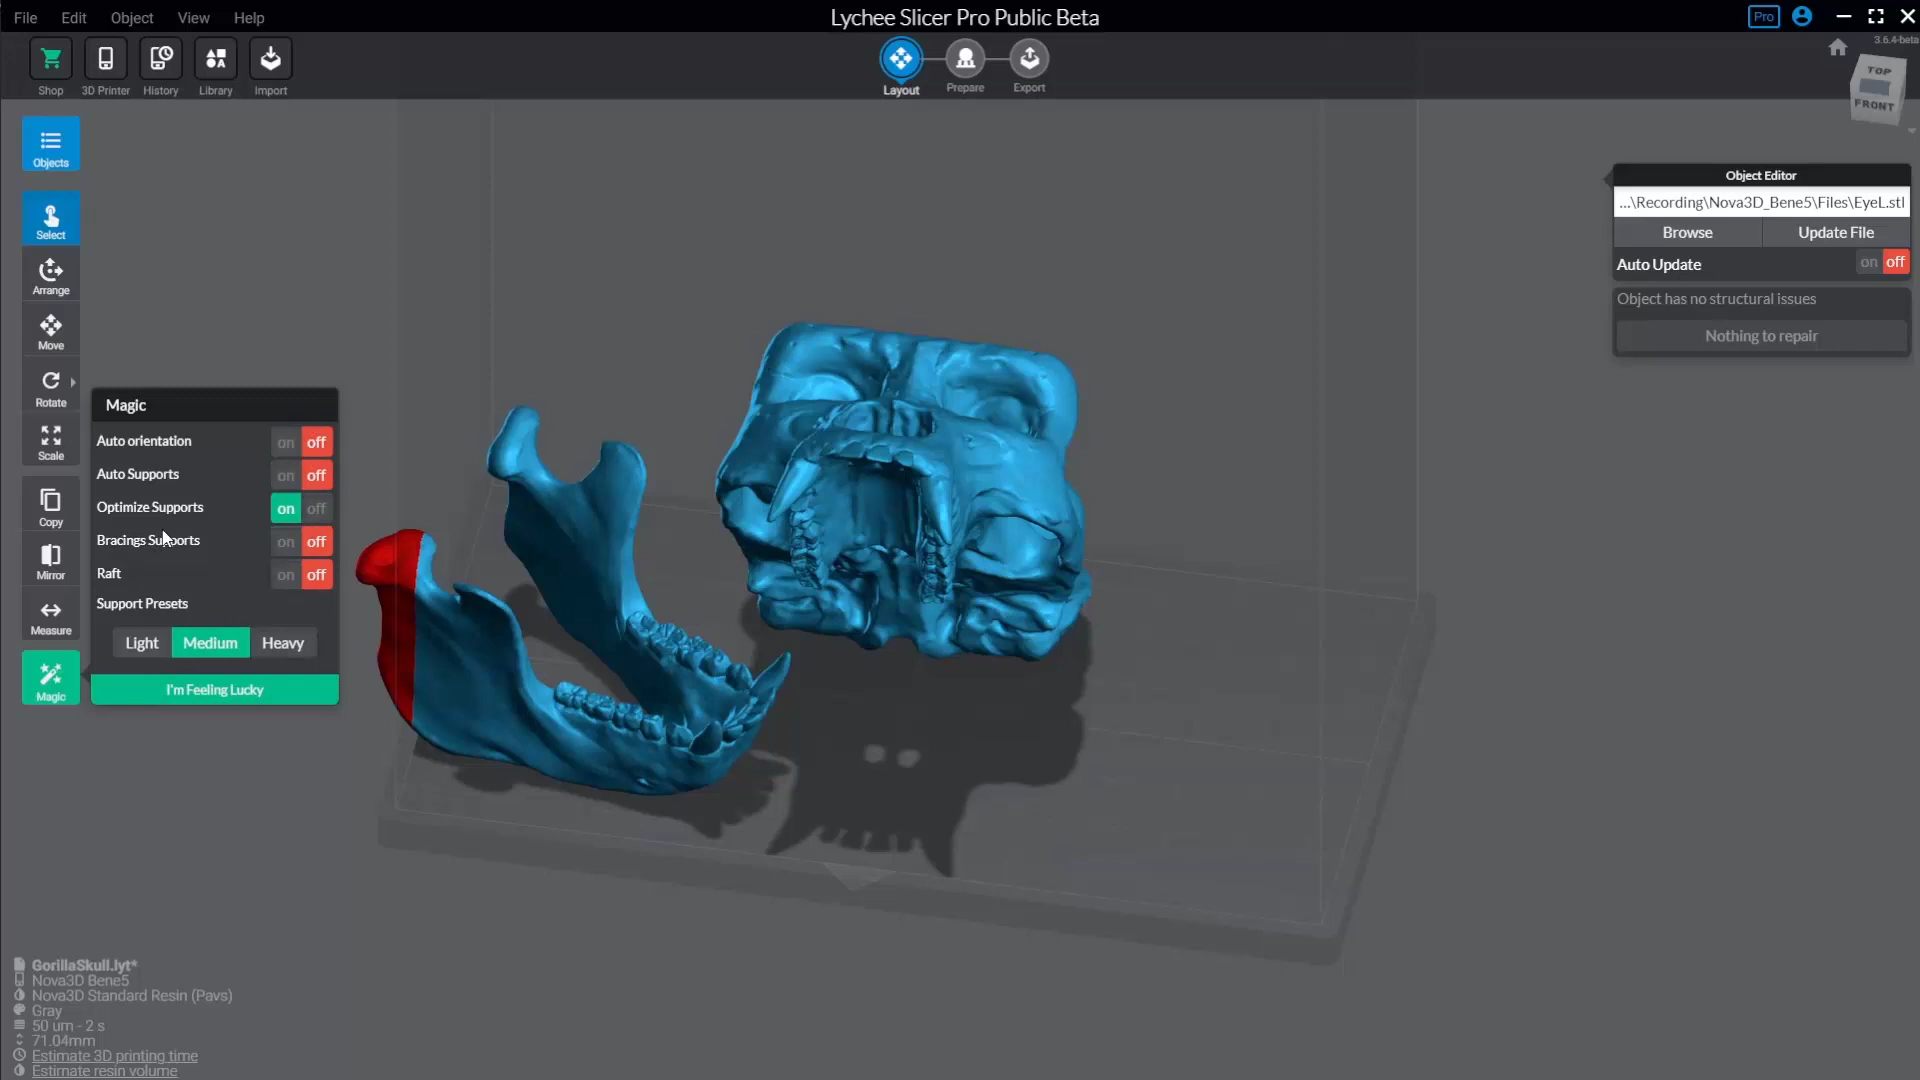 File Edit Object View Help
Lychee Slicer Pro Public Beta
Pro
3.6.4-beta
Shop 3D Printer History Library Import
Layout Prepare Export
TOP
FRONT
Objects
Select
Arrange
Move
Rotate
Scale
Copy
Mirror
Measure
Magic
Magic
Auto orientation on off
Auto Supports on off
Optimize Supports on off
Bracings Supports on off
Raft on off
Support Presets
Light Medium Heavy
I'm Feeling Lucky
Object Editor
...\Recording\Nova3D_Bene5\Files\EyeL.stl
Browse Update File
Auto Update on off
Object has no structural issues
Nothing to repair
GorillaSkull.lyt*
Nova3D Bene5
Nova3D Standard Resin (Pavs)
Gray
50 um - 2 s
71.04mm
Estimate 3D printing time
Estimate resin volume